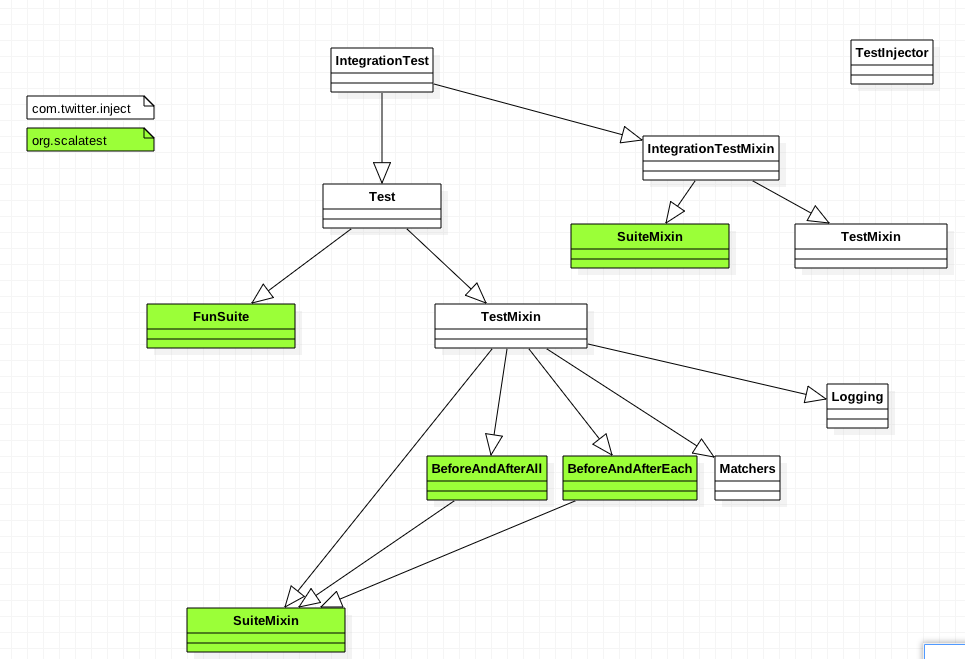 IntegrationTest
TestInjector
com.twitter.inject
org.scalatest
IntegrationTestMixin
Test
SuiteMixin
TestMixin
FunSuite
TestMixin
Logging
BeforeAndAfterAll
BeforeAndAfterEach
Matchers
SuiteMixin